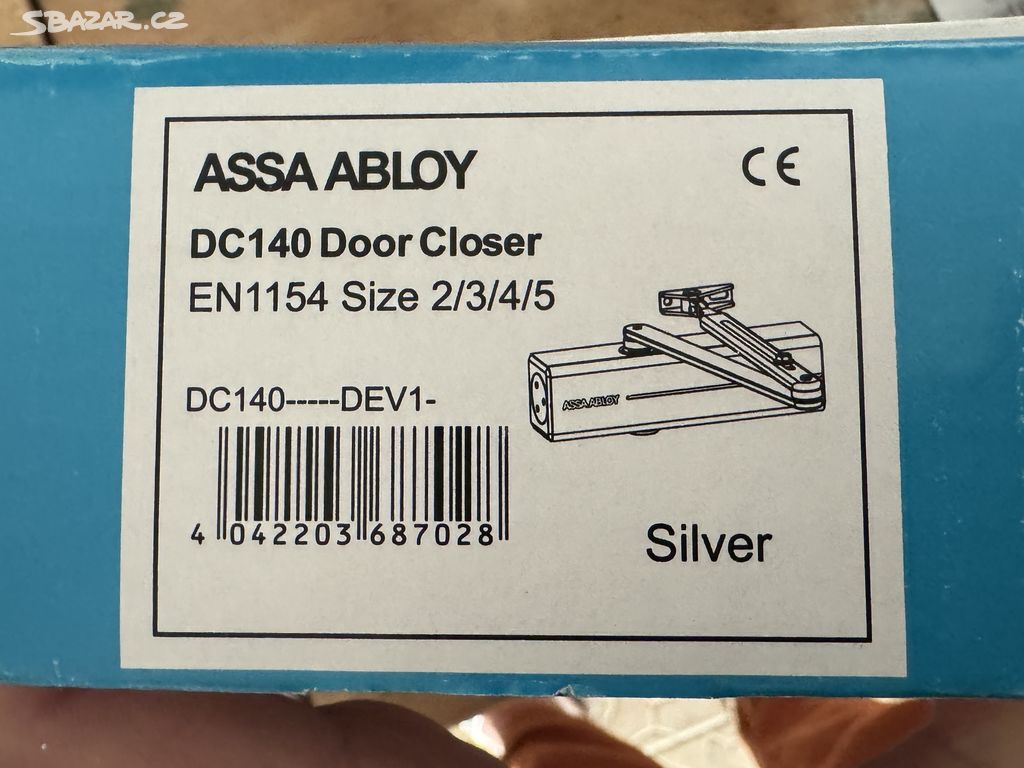 SBAZAR.CZ
ASSA ABLOY
CE
DC140 Door Closer
EN1154 Size 2/3/4/5
ASSA ABLOY
DC140-----DEV1-
4 042203 687028
Silver